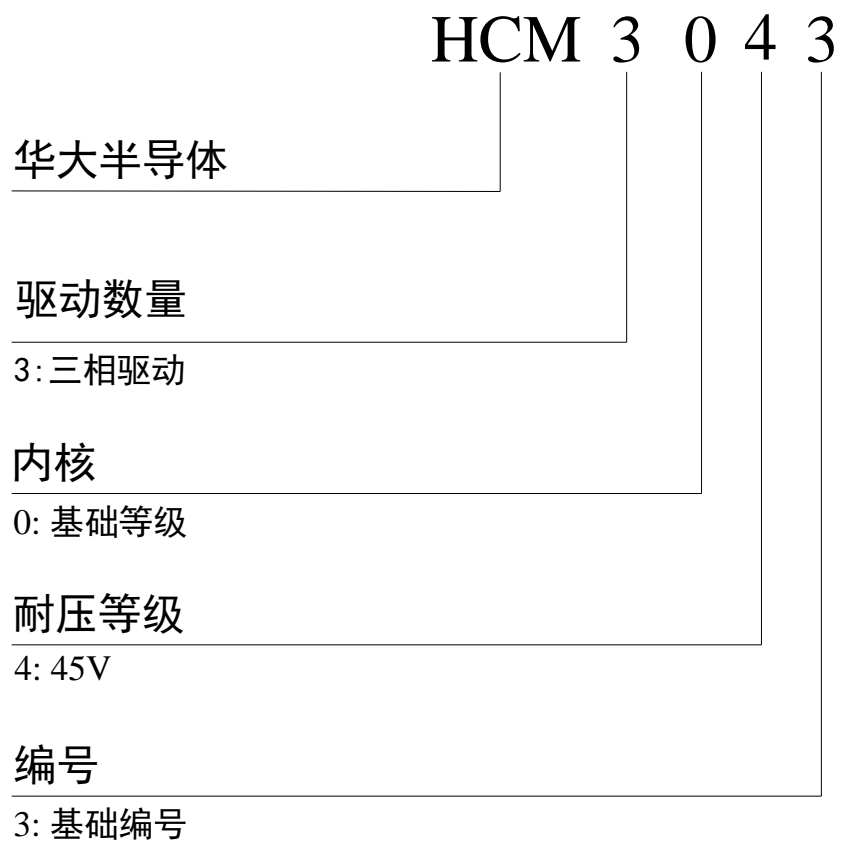 HCM 3 0 4 3
华大半导体
驱动数量
3:三相驱动
内核
0: 基础等级
耐压等级
4: 45V
编号
3: 基础编号